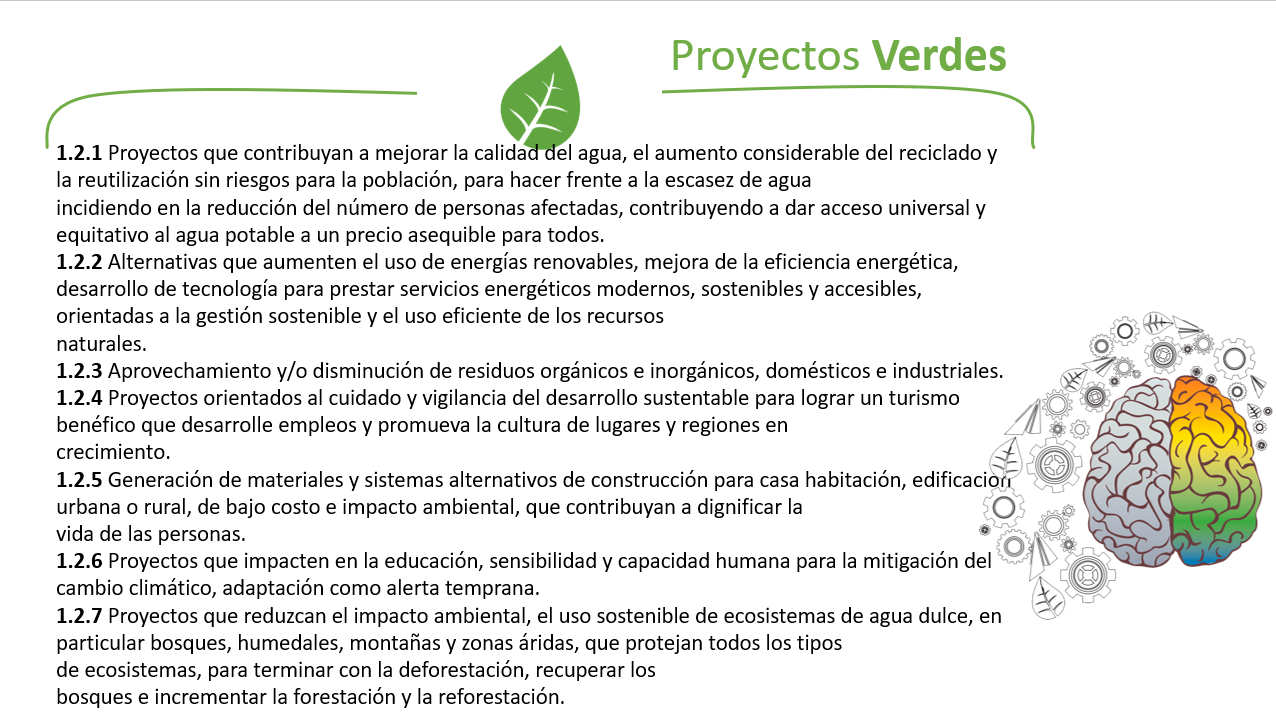 Proyectos Verdes
1.2.1 Proyectos que contribuyan a mejorar la calidad del agua, el aumento considerable del reciclado y
la reutilización sin riesgos para la población, para hacer frente a la escasez de agua
incidiendo en la reducción del número de personas afectadas, contribuyendo a dar acceso universal y
equitativo al agua potable a un precio asequible para todos.
1.2.2 Alternativas que aumenten el uso de energías renovables, mejora de la eficiencia energética,
desarrollo de tecnología para prestar servicios energéticos modernos, sostenibles y accesibles,
orientadas a la gestión sostenible y el uso eficiente de los recursos
naturales.
1.2.3 Aprovechamiento y/o disminución de residuos orgánicos e inorgánicos, domésticos e industriales.
1.2.4 Proyectos orientados al cuidado y vigilancia del desarrollo sustentable para lograr un turismo
benéfico que desarrolle empleos y promueva la cultura de lugares y regiones en
crecimiento.
1.2.5 Generación de materiales y sistemas alternativos de construcción para casa habitación, edificación
urbana o rural, de bajo costo e impacto ambiental, que contribuyan a dignificar la
vida de las personas.
1.2.6 Proyectos que impacten en la educación, sensibilidad y capacidad humana para la mitigación del
cambio climático, adaptación como alerta temprana.
1.2.7 Proyectos que reduzcan el impacto ambiental, el uso sostenible de ecosistemas de agua dulce, en
particular bosques, humedales, montañas y zonas áridas, que protejan todos los tipos
de ecosistemas, para terminar con la deforestación, recuperar los
bosques e incrementar la forestación y la reforestación.